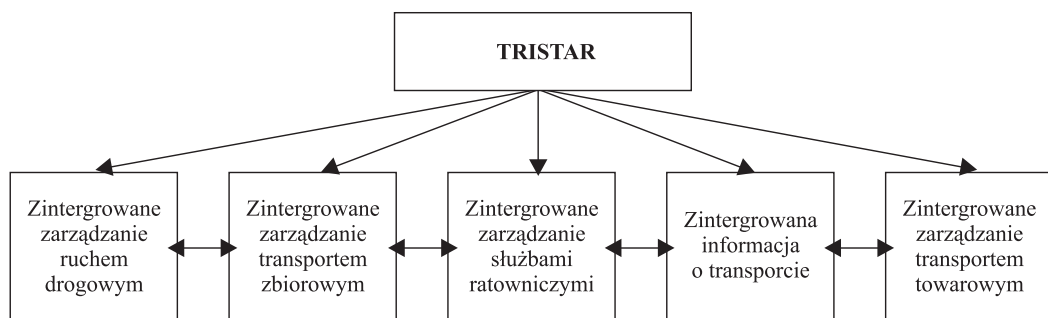 TRISTAR
Zintergrowane
zarządzanie
ruchem
drogowym
Zintergrowane
zarządzanie
transportem
zbiorowym
Zintergrowane
zarządzanie
służbami
ratowniczymi
Zintergrowana
informacja
o transporcie
Zintergrowane
zarządzanie
transportem
towarowym